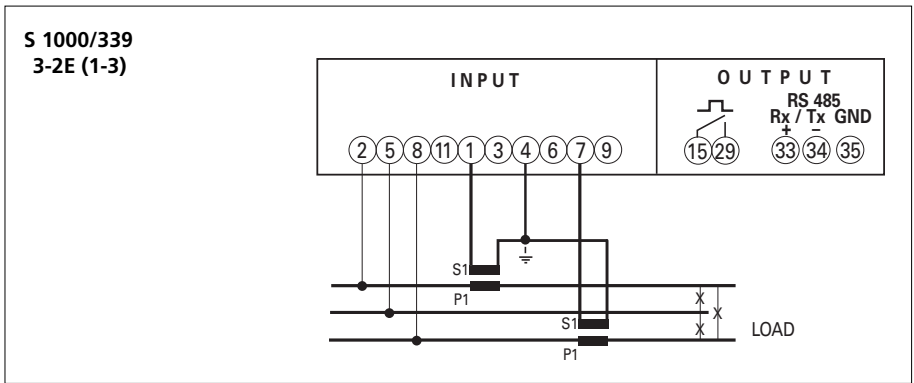 S 1000/339
3-2E (1-3)
INPUT
OUTPUT
RS 485
Rx / Tx GND
+ –
2 5 8 11 1 3 4 6 7 9
15 29 33 34 35
S1
P1
S1
P1
X
X
X
LOAD